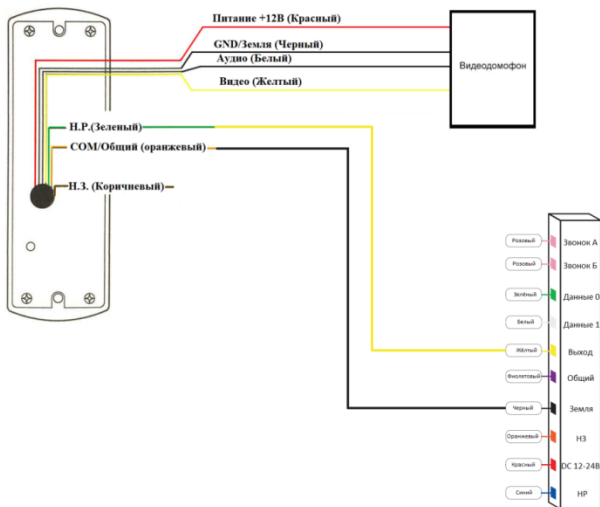 Питание +12В (Красный)
GND/Земля (Черный)
Аудио (Белый)
Видео (Желтый)
Видеодомофон
Н.Р.(Зеленый)
COM/Общий (оранжевый)
Н.З. (Коричневый)
Розовый Звонок А
Розовый Звонок Б
Зелёный Данные 0
Белый Данные 1
Жёлтый Выход
Фиолетовый Общий
Черный Земля
Оранжевый НЗ
Красный DC 12-24В
Синий НР